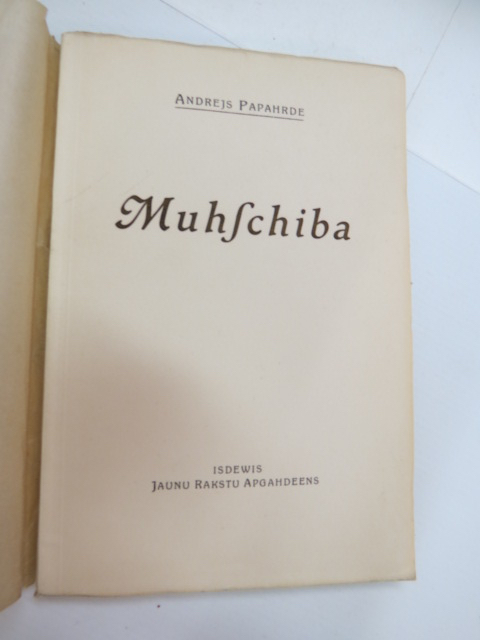 ANDREJS PAPAHRDE
Muhſchiba
ISDEWIS
JAUNU RAKSTU APGAHDEENS